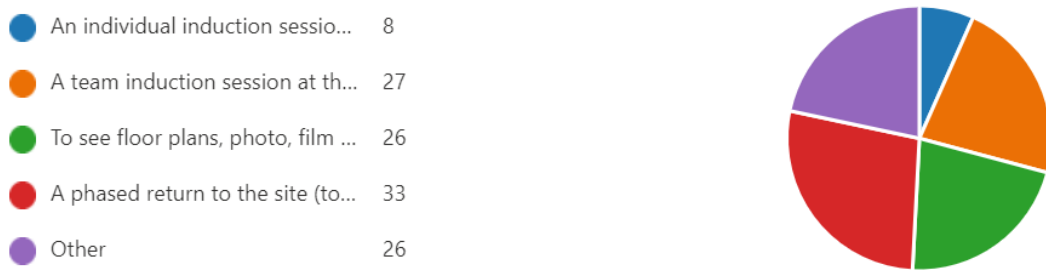 An individual induction sessio... 8
A team induction session at th... 27
To see floor plans, photo, film ... 26
A phased return to the site (to... 33
Other 26